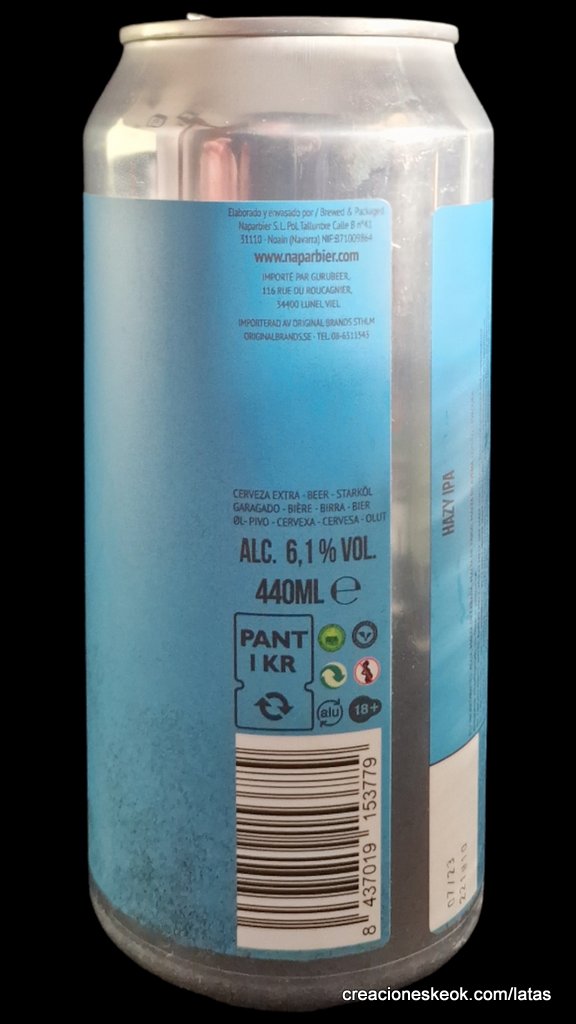 Elaborado y envasado por / Brewed & Packaged
Naparbier S.L. Pol. Talluntxe Calle B nº41
31110 - Noain (Navarra) NIF:B71009864
www.naparbier.com
IMPORTÉ PAR GURUBEER,
116 RUE DU ROUCAGNIER,
34400 LUNEL VIEL
IMPORTERAD AV ORIGINAL BRANDS STHLM
ORIGINALBRANDS.SE - TEL: 08-6511343
CERVEZA EXTRA - BEER - STARKÖL
GARAGADO - BIÈRE - BIRRA - BIER
ØL- PIVO - CERVEXA - CERVESA - OLUT
ALC. 6,1 % VOL.
440ML ℮
PANT
1 KR
alu
18+
8 437019 153779
HAZY IPA
07/23
221810
creacioneskeok.com/latas